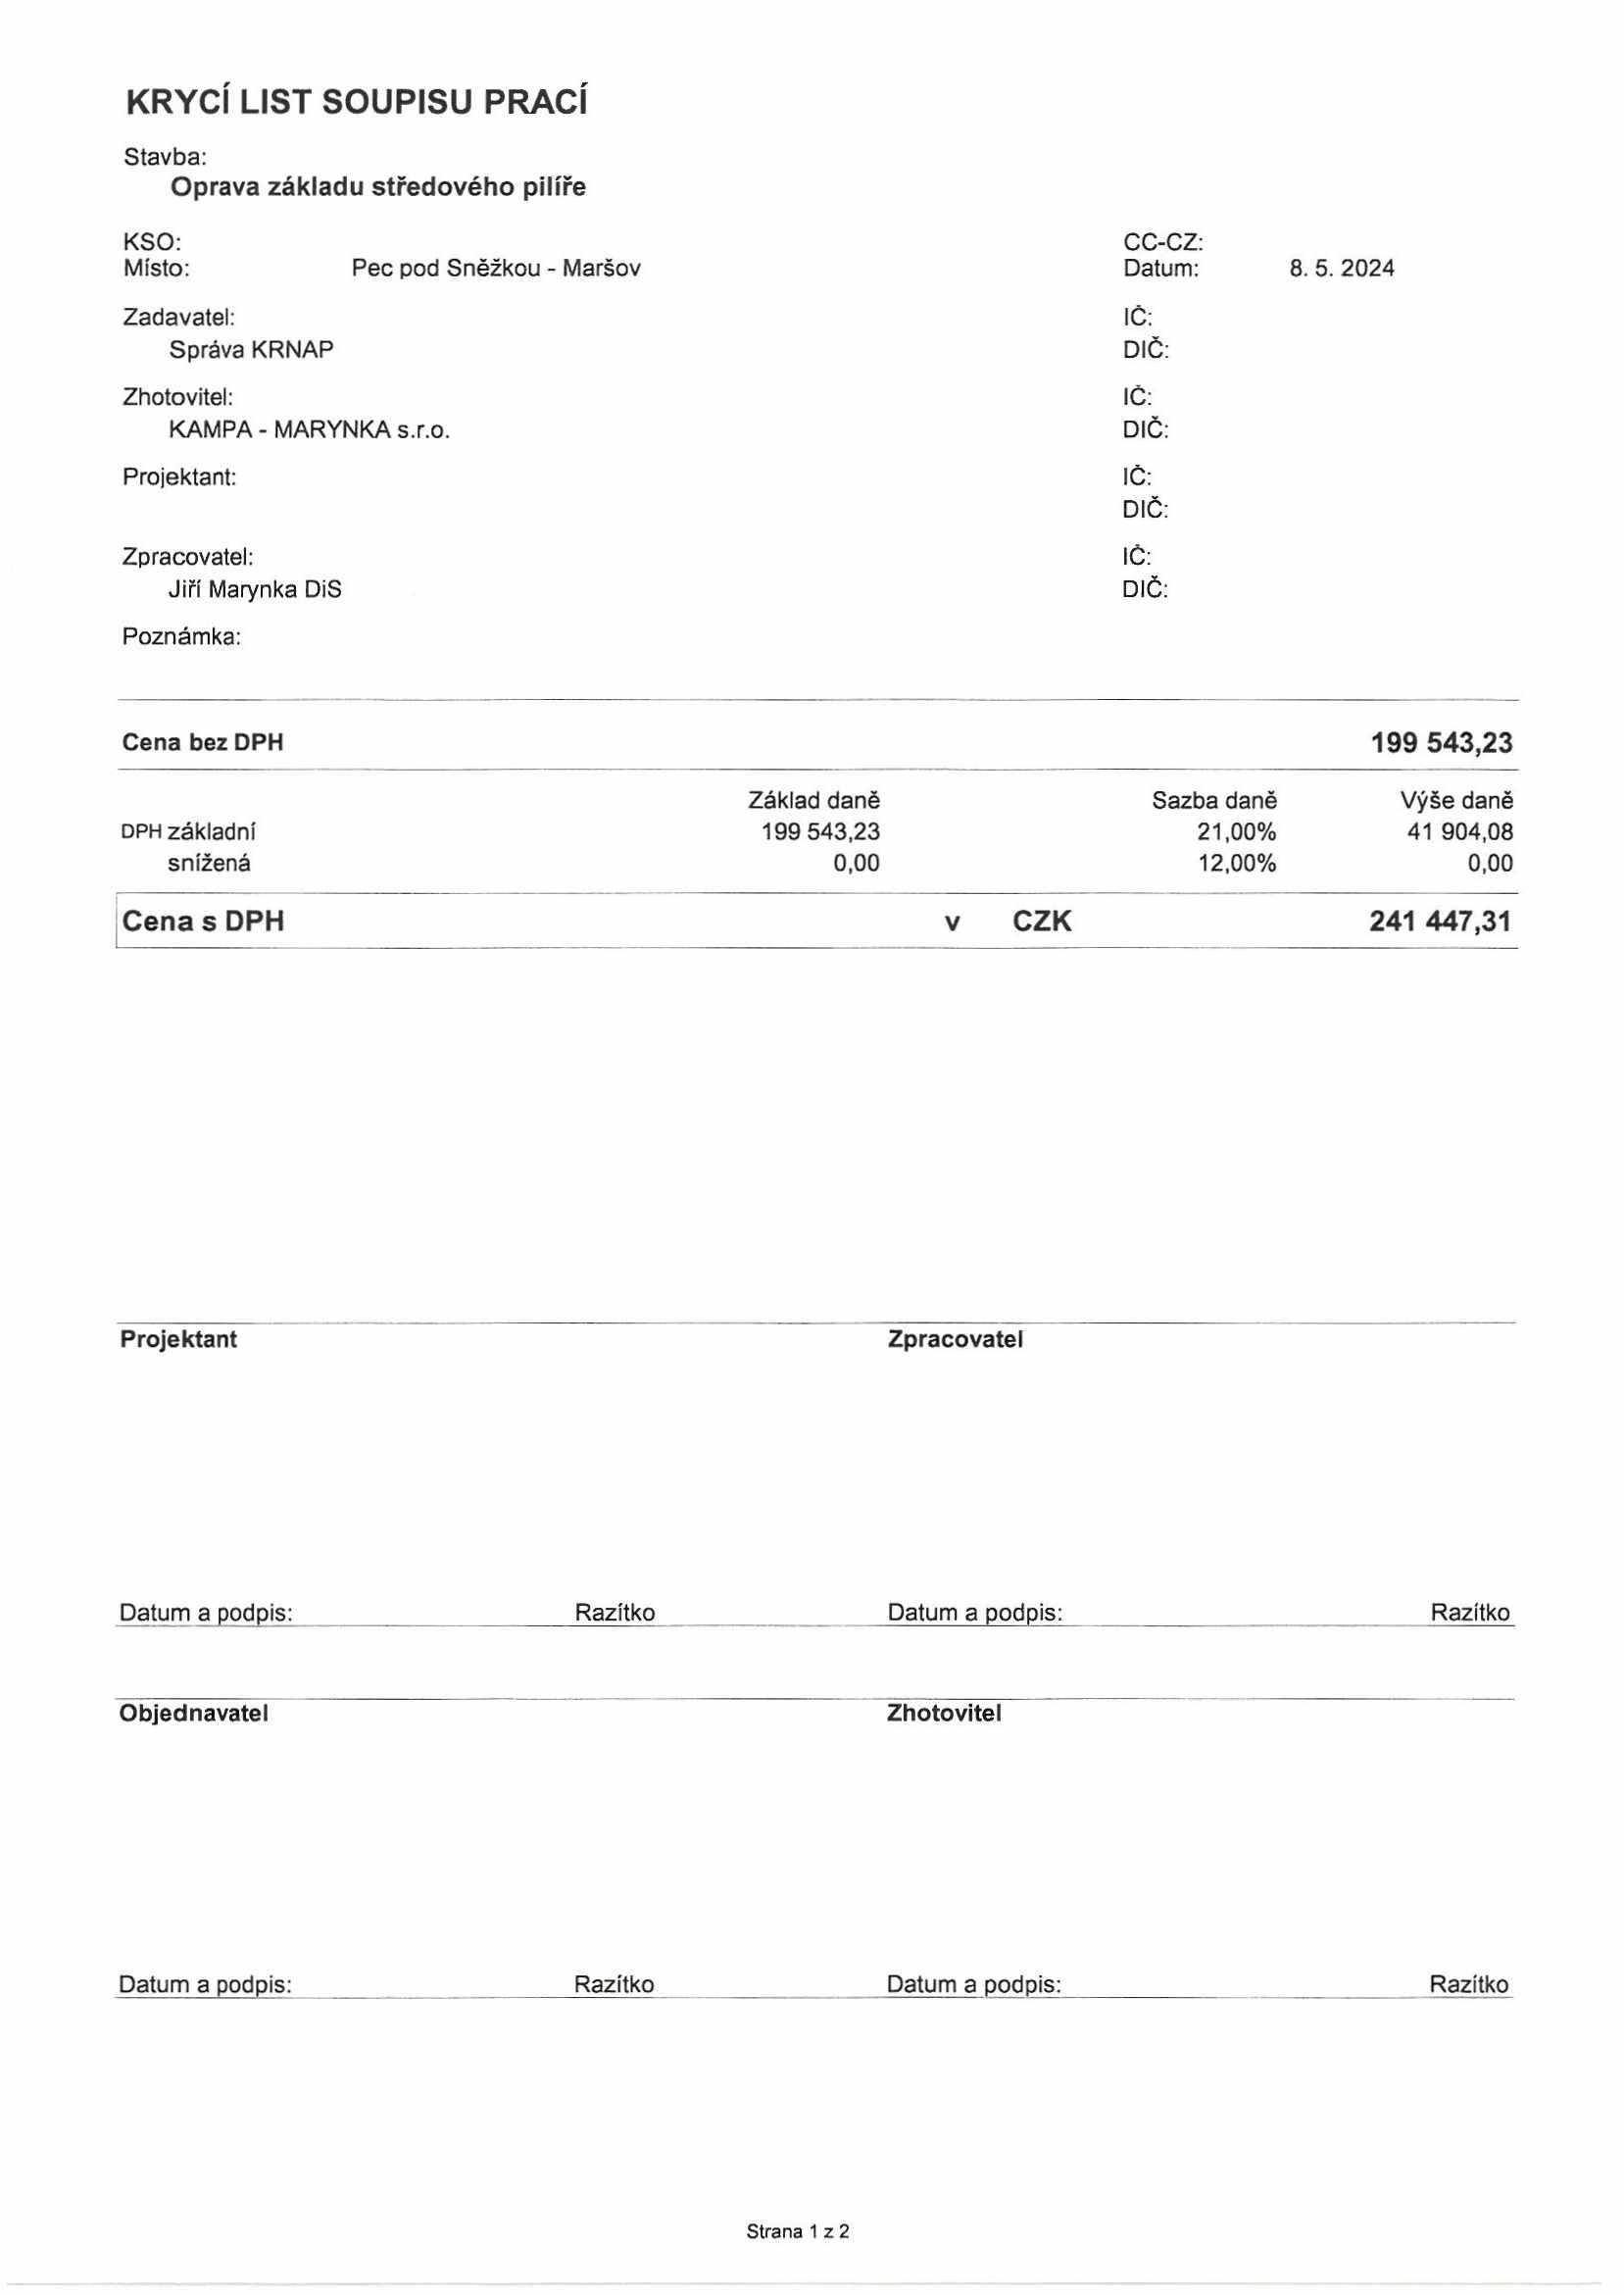 KRYCÍ LIST SOUPISU PRACÍ
Stavba:
Oprava základu středového pilíře
KSO: CC-CZ:
Místo: Pec pod Sněžkou - Maršov Datum: 8. 5. 2024
Zadavatel: IČ:
Správa KRNAP DIČ:
Zhotovitel: IČ:
KAMPA - MARYNKA s.r.o. DIČ:
Projektant: IČ:
DIČ:
Zpracovatel: IČ:
Jiří Marynka DiS DIČ:
Poznámka:
Cena bez DPH 199 543,23
Základ daně Sazba daně Výše daně
DPH základní 199 543,23 21,00% 41 904,08
snížená 0,00 12,00% 0,00
Cena s DPH v CZK 241 447,31
Projektant Zpracovatel
Datum a podpis: Razítko Datum a podpis: Razítko
Objednavatel Zhotovitel
Datum a podpis: Razítko Datum a podpis: Razítko
Strana 1 z 2